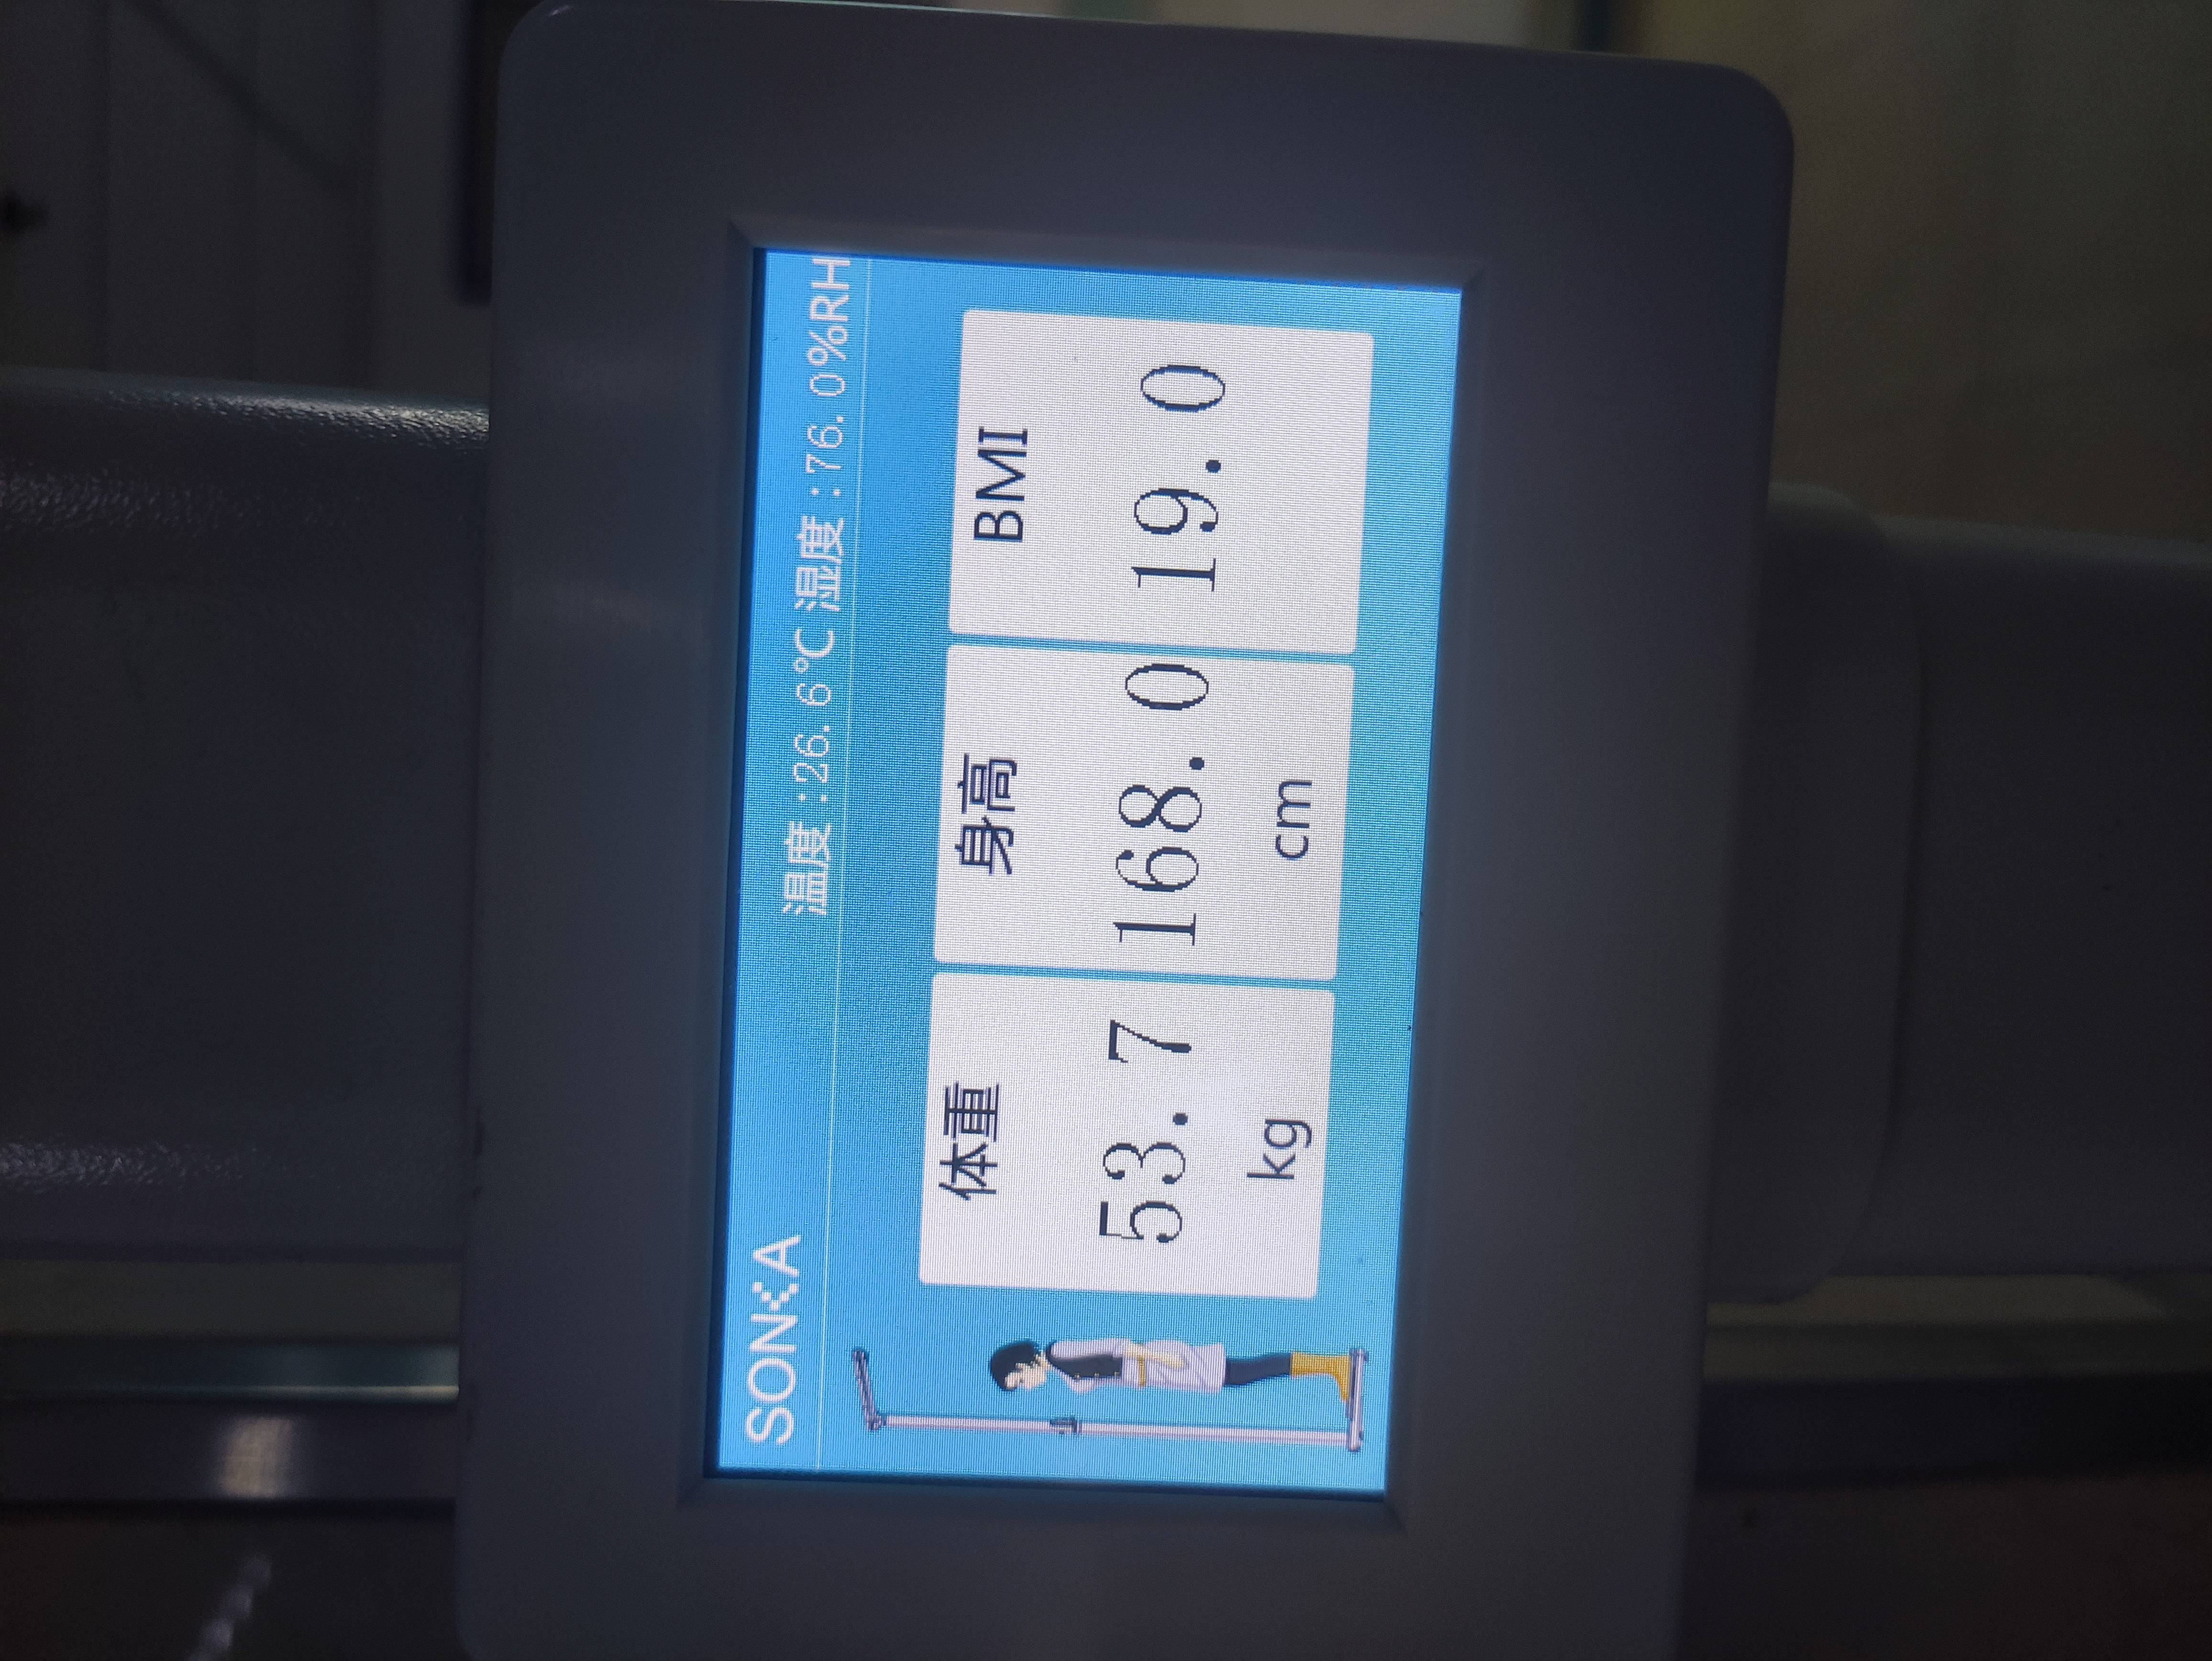 SONKA
温度:26.6℃ 湿度:76.0%RH
体重 身高 BMI
53.7 168.0 19.0
kg cm